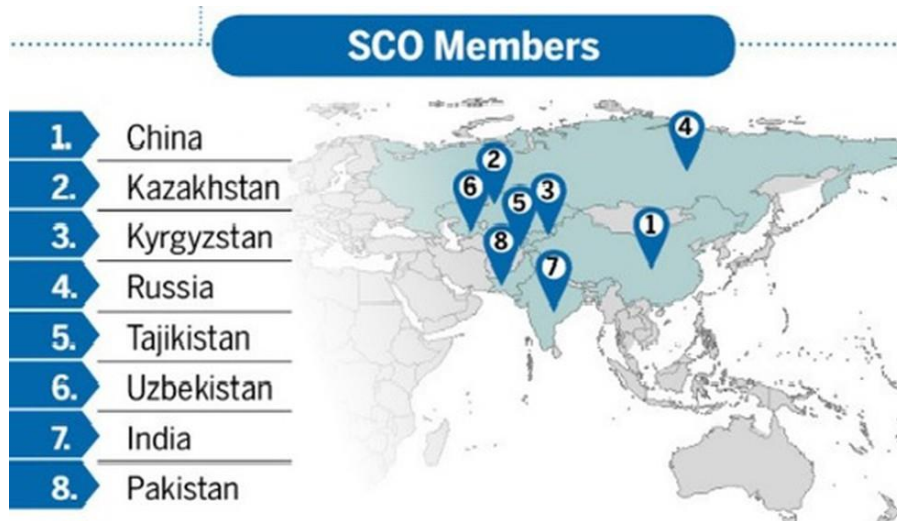 SCO Members
1. China
2. Kazakhstan
3. Kyrgyzstan
4. Russia
5. Tajikistan
6. Uzbekistan
7. India
8. Pakistan
4
2
6
3
5
1
8
7